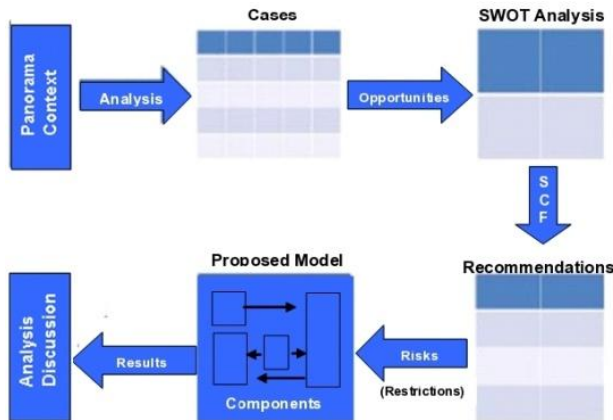 Cases
SWOT Analysis
Panorama
Context
Analysis
Opportunities
S
C
F
Proposed Model
Recommendations
Analysis
Discussion
Results
Components
Risks
(Restrictions)